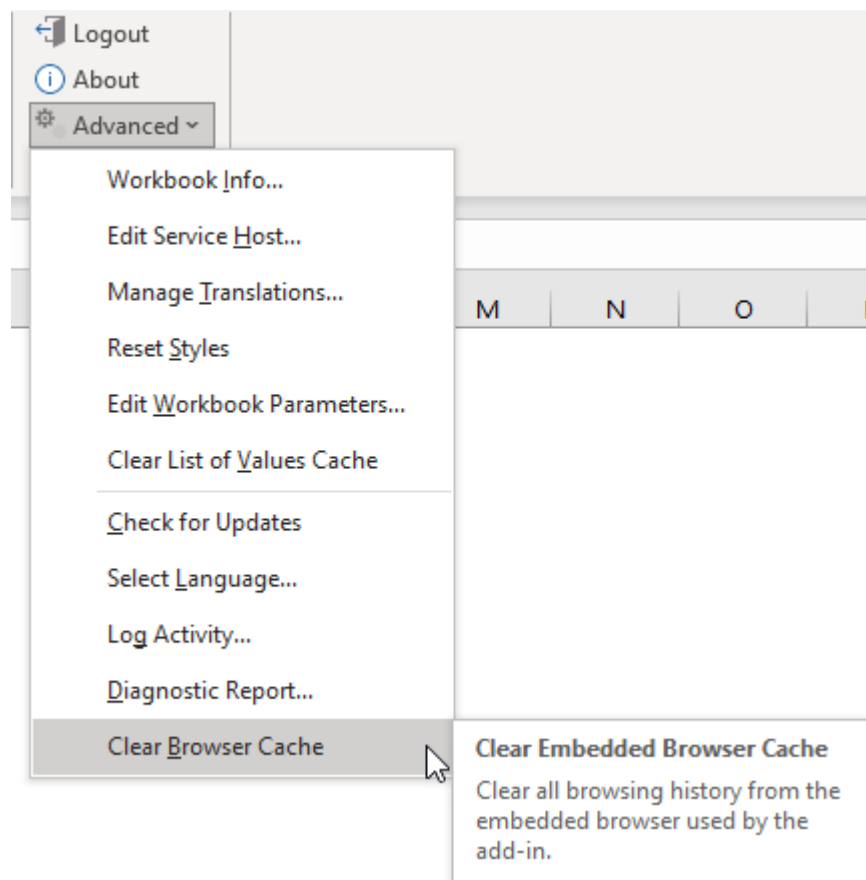 Logout
About
Advanced
Workbook Info...
Edit Service Host...
Manage Translations...
M N O
Reset Styles
Edit Workbook Parameters...
Clear List of Values Cache
Check for Updates
Select Language...
Log Activity...
Diagnostic Report...
Clear Browser Cache
Clear Embedded Browser Cache
Clear all browsing history from the
embedded browser used by the
add-in.